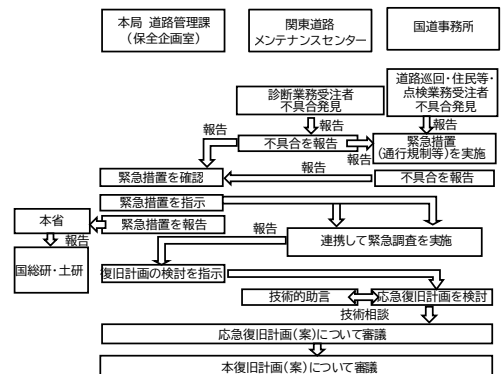 本局 道路管理課
（保全企画室）
関東道路
メンテナンスセンター
国道事務所
診断業務受注者
不具合発見
道路巡回・住民等・
点検業務受注者
不具合発見
報告
報告
報告
不具合を報告
報告
緊急措置
（通行規制等）を実施
緊急措置を確認
報告
不具合を報告
緊急措置を指示
本省
緊急措置を報告
報告
報告
連携して緊急調査を実施
国総研・土研
復旧計画の検討を指示
技術的助言
応急復旧計画を検討
技術相談
応急復旧計画（案）について審議
本復旧計画（案）について審議